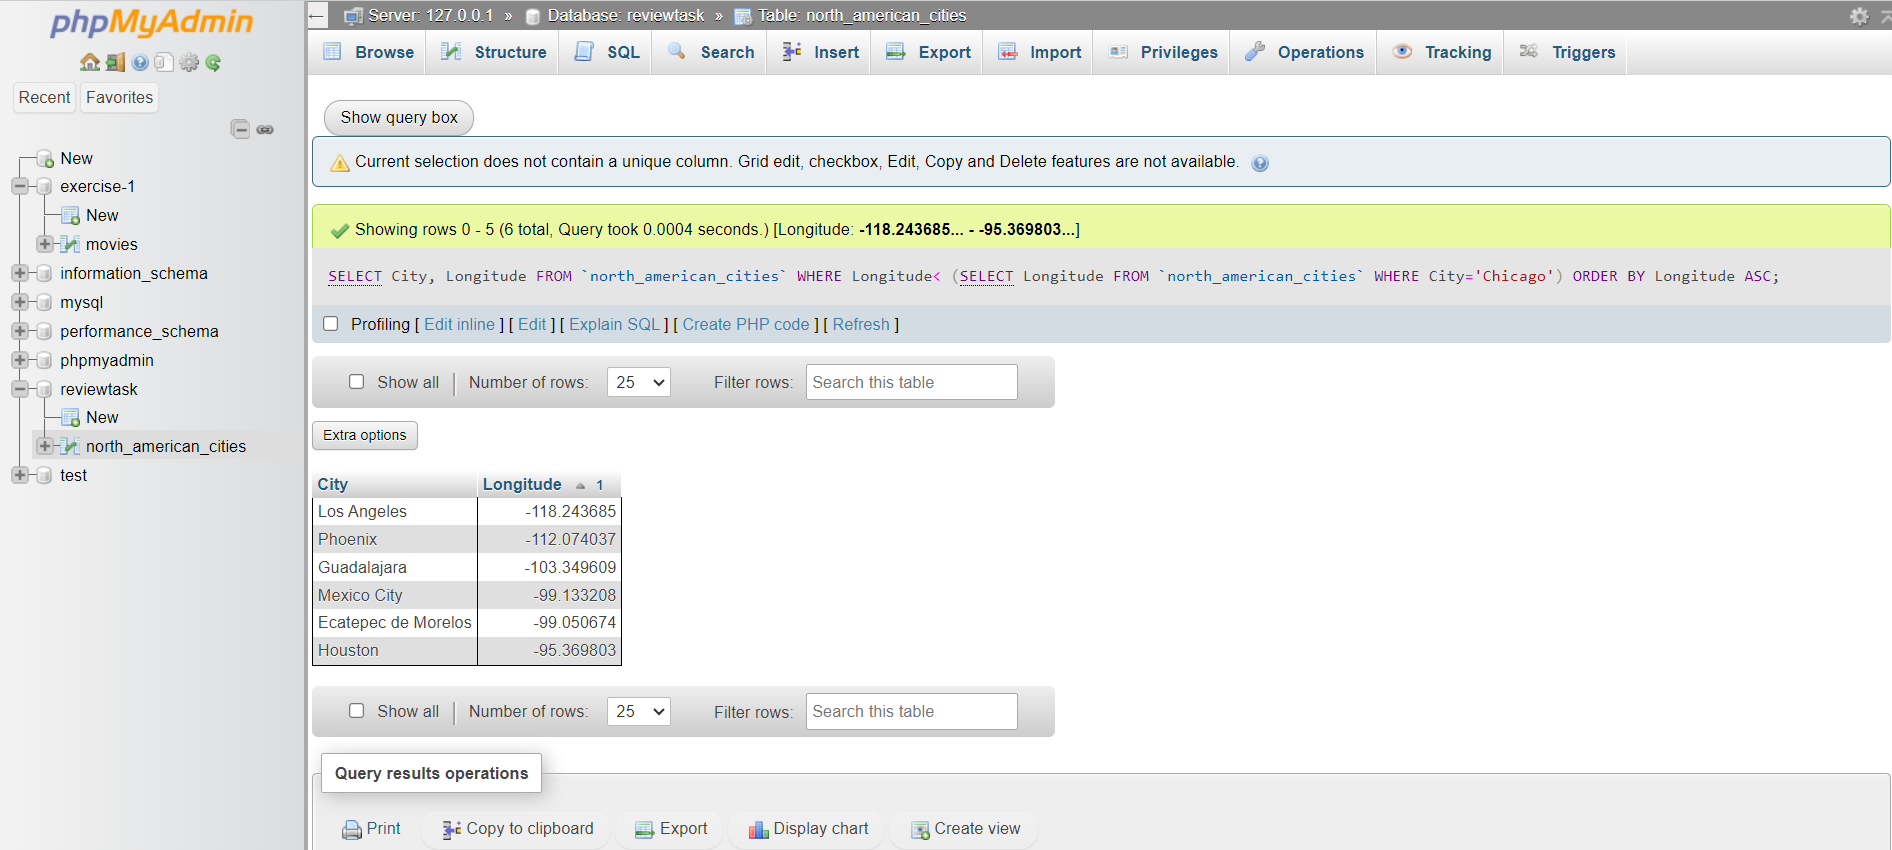 phpMyAdmin
Recent Favorites
New
exercise-1
New
movies
information_schema
mysql
performance_schema
phpmyadmin
reviewtask
New
north_american_cities
test
Server: 127.0.0.1 » Database: reviewtask » Table: north_american_cities
Browse Structure SQL Search Insert Export Import Privileges Operations Tracking Triggers
Show query box
Current selection does not contain a unique column. Grid edit, checkbox, Edit, Copy and Delete features are not available.
Showing rows 0 - 5 (6 total, Query took 0.0004 seconds.) [Longitude: -118.243685... - -95.369803...]
SELECT City, Longitude FROM `north_american_cities` WHERE Longitude< (SELECT Longitude FROM `north_american_cities` WHERE City='Chicago') ORDER BY Longitude ASC;
Profiling [ Edit inline ] [ Edit ] [ Explain SQL ] [ Create PHP code ] [ Refresh ]
Show all | Number of rows: 25 Filter rows: Search this table
Extra options
City Longitude 1
Los Angeles -118.243685
Phoenix -112.074037
Guadalajara -103.349609
Mexico City -99.133208
Ecatepec de Morelos -99.050674
Houston -95.369803
Show all | Number of rows: 25 Filter rows: Search this table
Query results operations
Print Copy to clipboard Export Display chart Create view